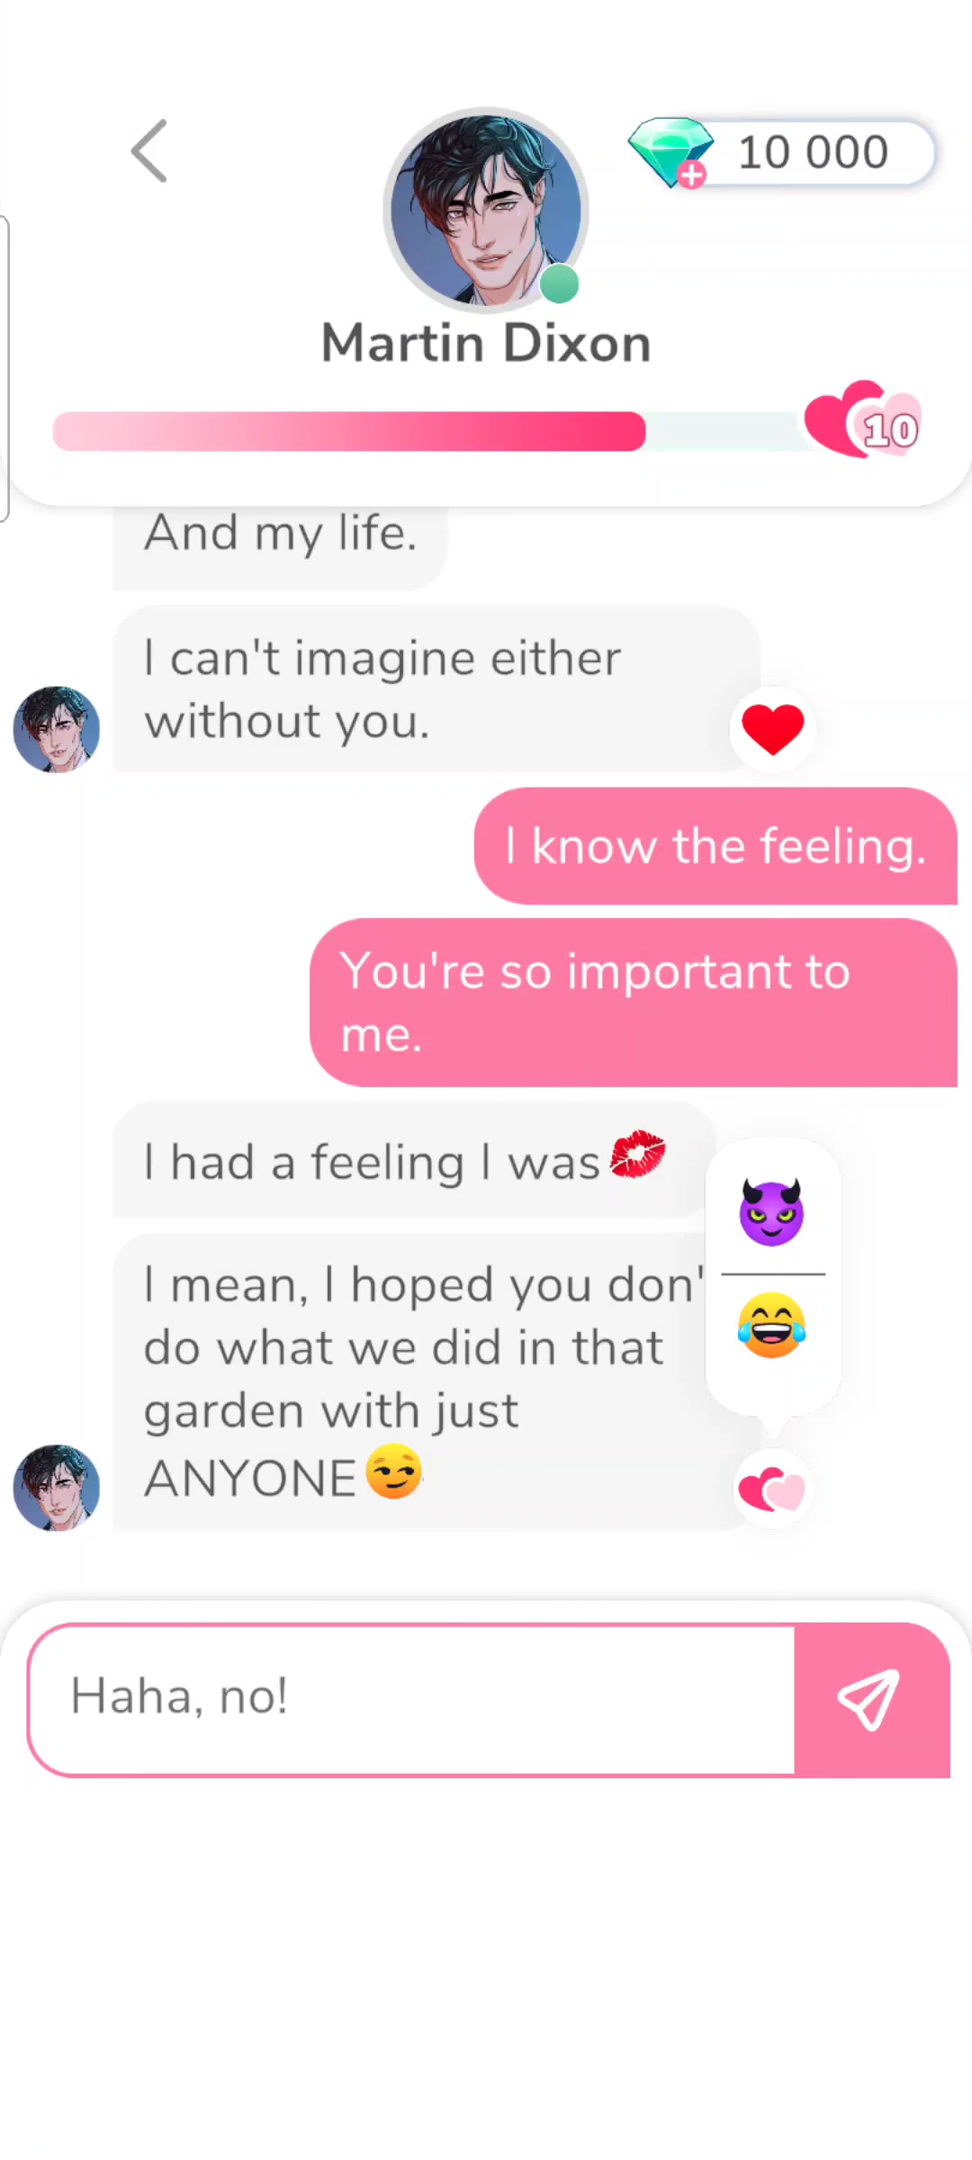 10 000
Martin Dixon
10
And my life.
I can't imagine either
without you.
I know the feeling.
You're so important to
me.
I had a feeling I was💋
I mean, I hoped you don'
do what we did in that
garden with just
ANYONE😏
Haha, no!